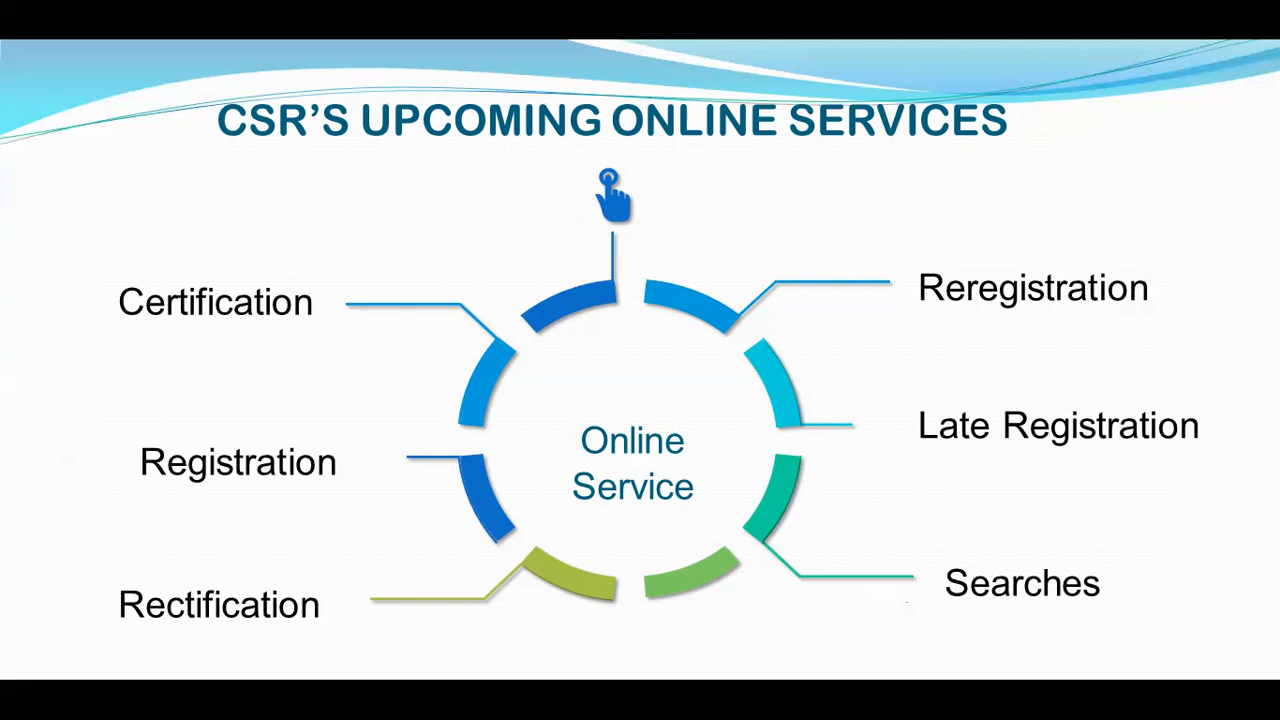 CSR’S UPCOMING ONLINE SERVICES
Certification
Reregistration
Late Registration
Online
Service
Registration
Searches
Rectification